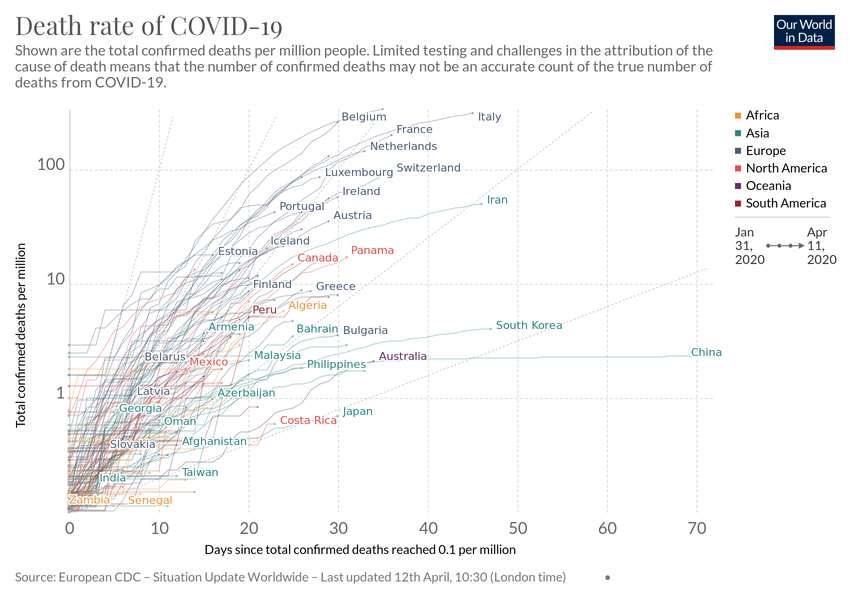 Death rate of COVID-19
Our World
in Data
Shown are the total confirmed deaths per million people. Limited testing and challenges in the attribution of the
cause of death means that the number of confirmed deaths may not be an accurate count of the true number of
deaths from COVID-19.
Total confirmed deaths per million
100
10
1
Belgium
Italy
France
Netherlands
Luxembourg
Switzerland
Ireland
Iran
Portugal
Austria
Iceland
Estonia
Canada
Panama
Finland
Greece
Peru
Algeria
Armenia
Bahrain
Bulgaria
South Korea
Belarus
Mexico
Malaysia
Philippines
Australia
China
Latvia
Azerbaijan
Georgia
Oman
Costa Rica
Japan
Slovakia
Afghanistan
India
Taiwan
Zambia
Senegal
0
10
20
30
40
50
60
70
Days since total confirmed deaths reached 0.1 per million
Africa
Asia
Europe
North America
Oceania
South America
Jan
31,
2020
Apr
11,
2020
Source: European CDC – Situation Update Worldwide – Last updated 12th April, 10:30 (London time)